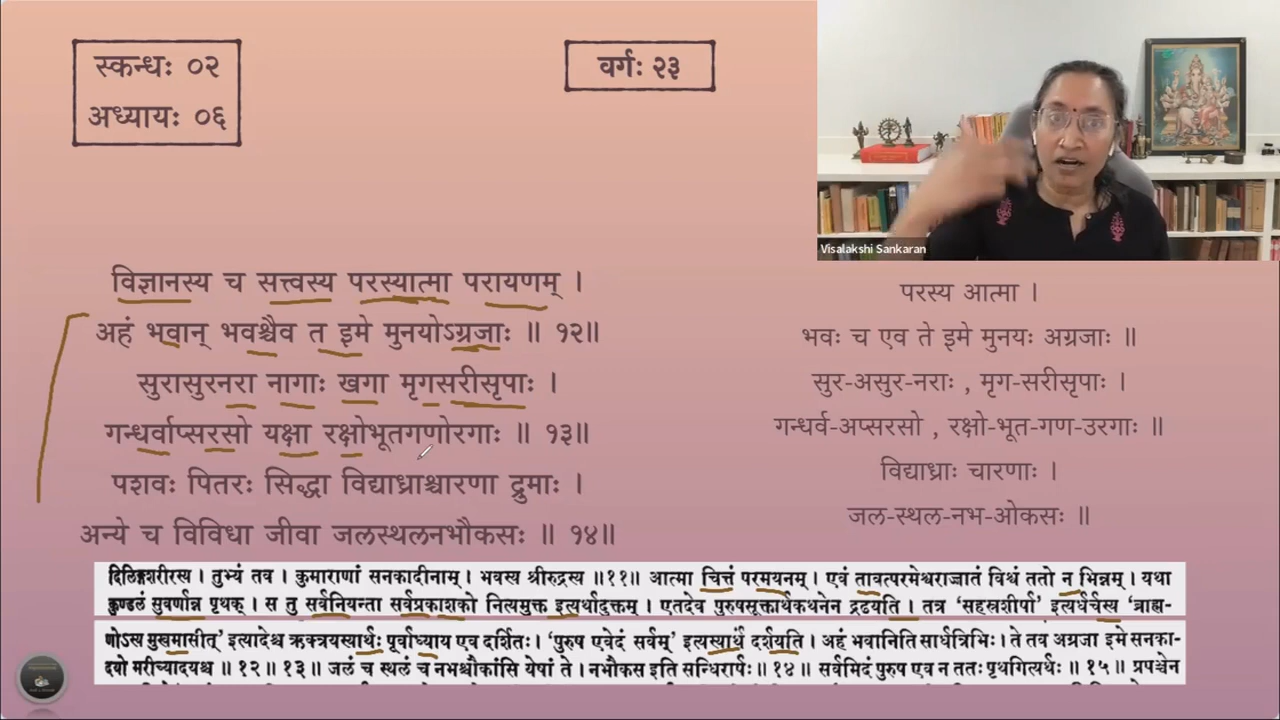 स्कन्धः ०२
अध्यायः ०६
वर्गः २३
Visalakshi Sankaran
विज्ञानस्य च सत्त्वस्य परस्यात्मा परायणम् ।
अहं भवान् भवश्चैव त इमे मुनयोऽग्रजाः ॥ १२॥
सुरासुरनरा नागाः खगा मृगसरीसृपाः ।
गन्धर्वाप्सरसो यक्षा रक्षोभूतगणोरगाः ॥ १३॥
पशवः पितरः सिद्धा विद्याध्राश्चारणा द्रुमाः ।
अन्ये च विविधा जीवा जलस्थलनभौकसः ॥ १४॥
परस्य आत्मा ।
भवः च एव ते इमे मुनयः अग्रजाः ॥
सुर-असुर-नराः , मृग-सरीसृपाः ।
गन्धर्व-अप्सरसो , रक्षो-भूत-गण-उरगाः ॥
विद्याध्राः चारणाः ।
जल-स्थल-नभ-ओकसः ॥
तुभ्यं तव । कुमाराणां सनकादीनाम् । भवस्य श्रीरुद्रस्य ॥११॥ आत्मा चित्तं परमयनम् । एवं तावत्परमेश्वराज्जातं विश्वं ततो न भिन्नम् । यथा
कुण्डलं सुवर्णान्न पृथक् । स तु सर्वनियन्ता सर्वप्रकाशको नित्यमुक्त इत्यर्थादुक्तम् । एतदेव पुरुषसूक्तार्थकथनेन द्रढयति । तत्र 'सहस्रशीर्षा' इत्यर्धर्चस्य 'ब्राह्म-
णोऽस्य मुखमासीत्' इत्यादेश्च ऋक्त्रयस्यार्थः पूर्वाध्याय एव दर्शितः । 'पुरुष एवेदं सर्वम्' इत्यस्यार्थं दर्शयति । अहं भवानिति सार्धत्रिभिः । ते तव अग्रजा इमे सनका-
दयो मरीच्यादयश्च ॥ १२ ॥ १३ ॥ जलं च स्थलं च नभश्चौकांसि येषां ते । नभौकस इति सन्धिरार्षः ॥ १४ ॥ सर्वमिदं पुरुष एव न ततः पृथगित्यर्थः ॥ १५ ॥ प्रपञ्चेन